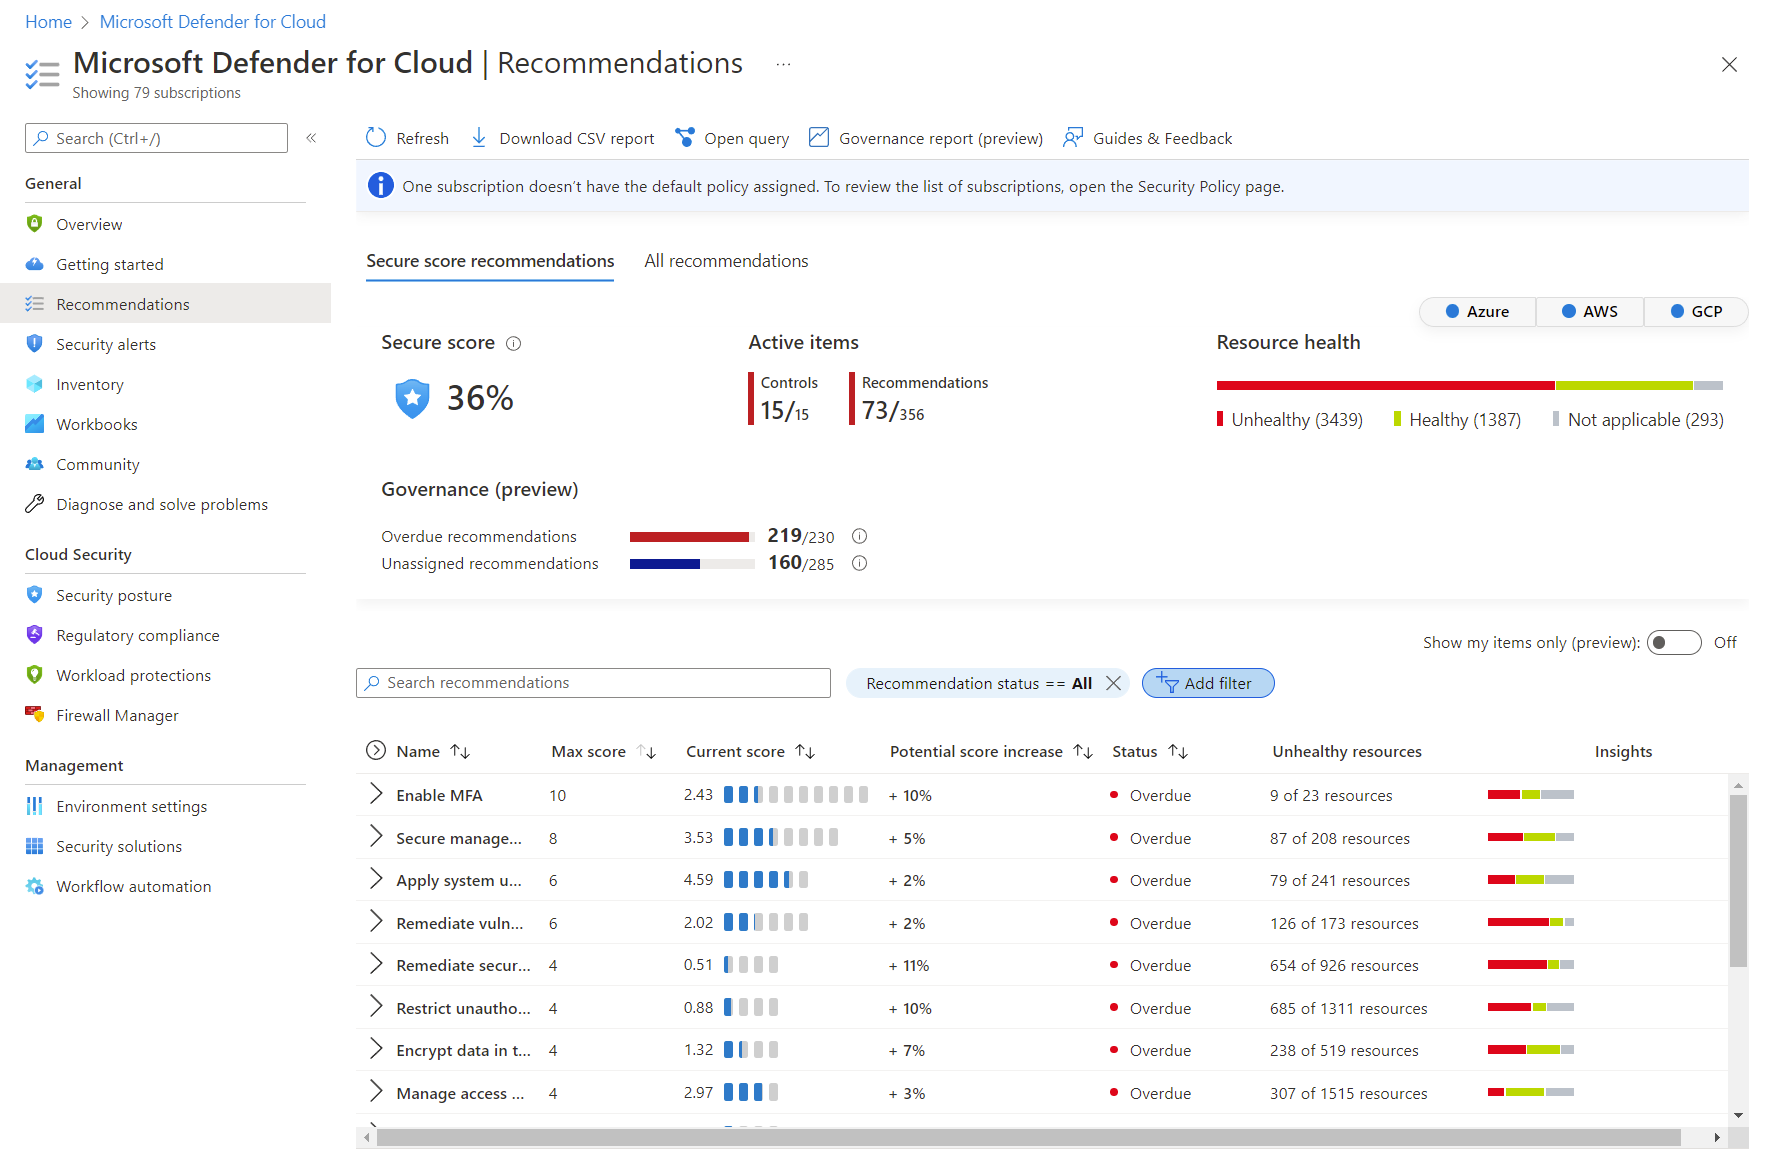 Home > Microsoft Defender for Cloud
Microsoft Defender for Cloud | Recommendations ...
Showing 79 subscriptions
Search (Ctrl+/)
«
General
Overview
Getting started
Recommendations
Security alerts
Inventory
Workbooks
Community
Diagnose and solve problems
Cloud Security
Security posture
Regulatory compliance
Workload protections
Firewall Manager
Management
Environment settings
Security solutions
Workflow automation
Refresh Download CSV report Open query Governance report (preview) Guides & Feedback
One subscription doesn't have the default policy assigned. To review the list of subscriptions, open the Security Policy page.
Secure score recommendations All recommendations
Azure AWS GCP
Secure score
36%
Active items
Controls
15/15
Recommendations
73/356
Resource health
Unhealthy (3439) Healthy (1387) Not applicable (293)
Governance (preview)
Overdue recommendations 219/230
Unassigned recommendations 160/285
Show my items only (preview): Off
Search recommendations
Recommendation status == All
Add filter
Name Max score Current score Potential score increase Status Unhealthy resources Insights
Enable MFA 10 2.43 + 10% Overdue 9 of 23 resources
Secure manage... 8 3.53 + 5% Overdue 87 of 208 resources
Apply system u... 6 4.59 + 2% Overdue 79 of 241 resources
Remediate vuln... 6 2.02 + 2% Overdue 126 of 173 resources
Remediate secur... 4 0.51 + 11% Overdue 654 of 926 resources
Restrict unautho... 4 0.88 + 10% Overdue 685 of 1311 resources
Encrypt data in t... 4 1.32 + 7% Overdue 238 of 519 resources
Manage access ... 4 2.97 + 3% Overdue 307 of 1515 resources